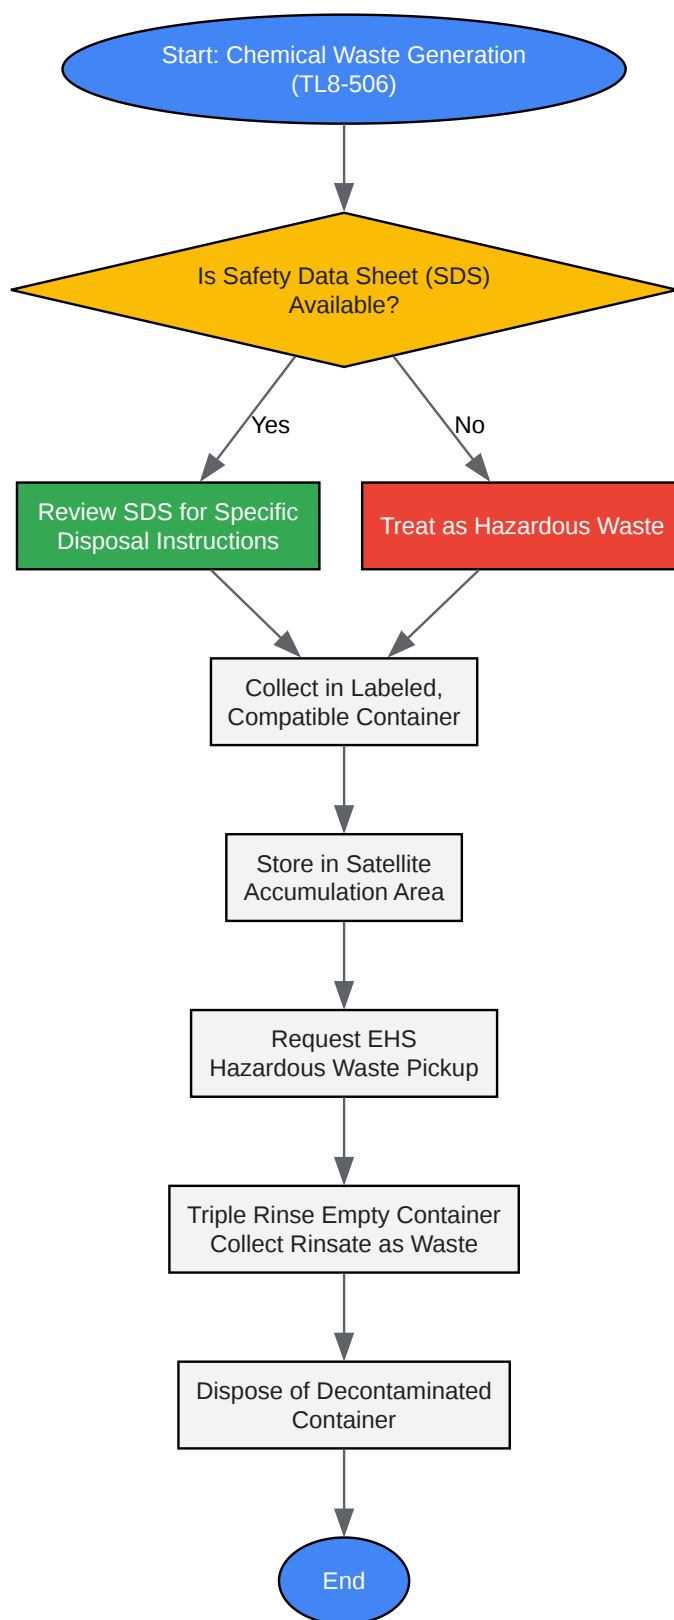 Start: Chemical Waste Generation
(TL8-506)
Is Safety Data Sheet (SDS)
Available?
Yes
No
Review SDS for Specific
Disposal Instructions
Treat as Hazardous Waste
Collect in Labeled,
Compatible Container
Store in Satellite
Accumulation Area
Request EHS
Hazardous Waste Pickup
Triple Rinse Empty Container
Collect Rinsate as Waste
Dispose of Decontaminated
Container
End